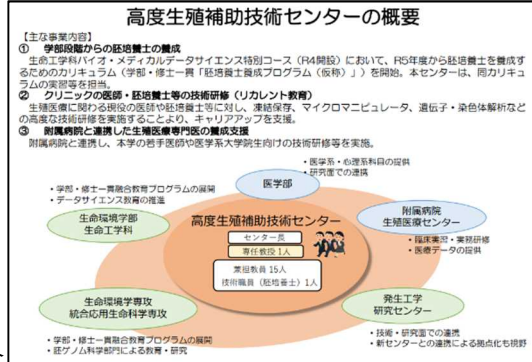 高度生殖補助技術センターの概要
【主な事業内容】
① 学部段階からの胚培養士の養成
生命工学科バイオ・メディカルデータサイエンス特別コース（R4開設）において、R5年度から胚培養士を養成するためのカリキュラム（学部・修士一貫「胚培養士養成プログラム（仮称）」）を開始。本センターは、同カリキュラムの実習等を担当。
② クリニックの医師・胚培養士等の技術研修（リカレント教育）
生殖医療に関わる現役の医師や胚培養士等に対し、凍結保存、マイクロマニピュレータ、遺伝子・染色体解析などの高度な技術研修を実施することより、キャリアアップを支援。
③ 附属病院と連携した生殖医療専門医の養成支援
附属病院と連携し、本学の若手医師や医学系大学院生向けの技術研修等を実施。
・医学系・心理系科目の提供
・研究面での連携
医学部
・学部・修士一貫融合教育プログラムの展開
・データサイエンス教育の推進
生命環境学部
生命工学科
高度生殖補助技術センター
センター長
専任教授 1人
兼担教員 15人
技術職員（胚培養士）1人
附属病院
生殖医療センター
・臨床実習・実務研修
・医療データの提供
生命環境学専攻
統合応用生命科学専攻
・学部・修士一貫融合教育プログラムの展開
・胚ゲノム科学部門による教育・研究
発生工学
研究センター
・技術・研究面での連携
・新センターとの連携による拠点化も視野